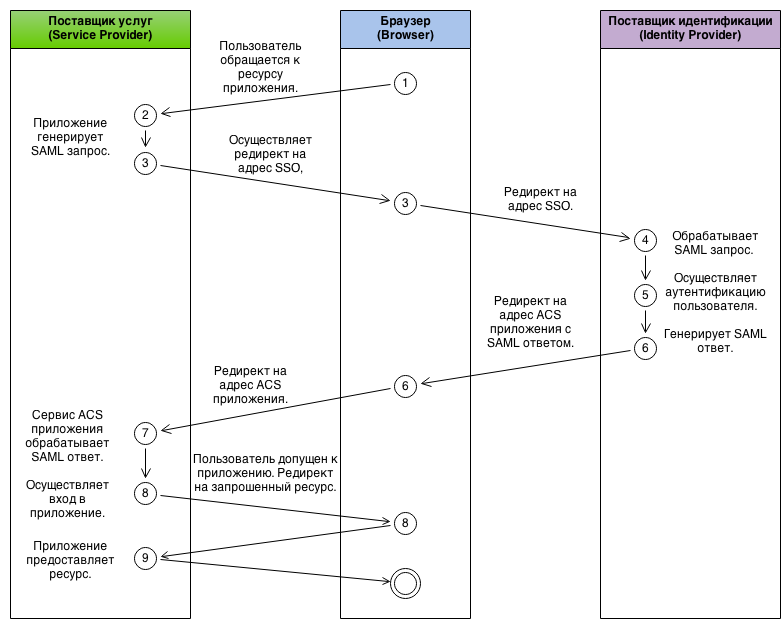 Поставщик услуг
(Service Provider)
Браузер
(Browser)
Поставщик идентификации
(Identity Provider)
Пользователь
обращается к
ресурсу
приложения.
1
2
Приложение
генерирует
SAML запрос.
3
Осуществляет
редирект на
адрес SSO,
3
Редирект на
адрес SSO.
4
Обрабатывает
SAML запрос.
5
Осуществляет
аутентификацию
пользователя.
6
Генерирует SAML
ответ.
Редирект на
адрес ACS
приложения с
SAML ответом.
6
Редирект на
адрес ACS
приложения.
7
Сервис ACS
приложения
обрабатывает
SAML ответ.
8
Осуществляет
вход в
приложение.
Пользователь допущен к
приложению. Редирект
на запрошенный ресурс.
8
9
Приложение
предоставляет
ресурс.